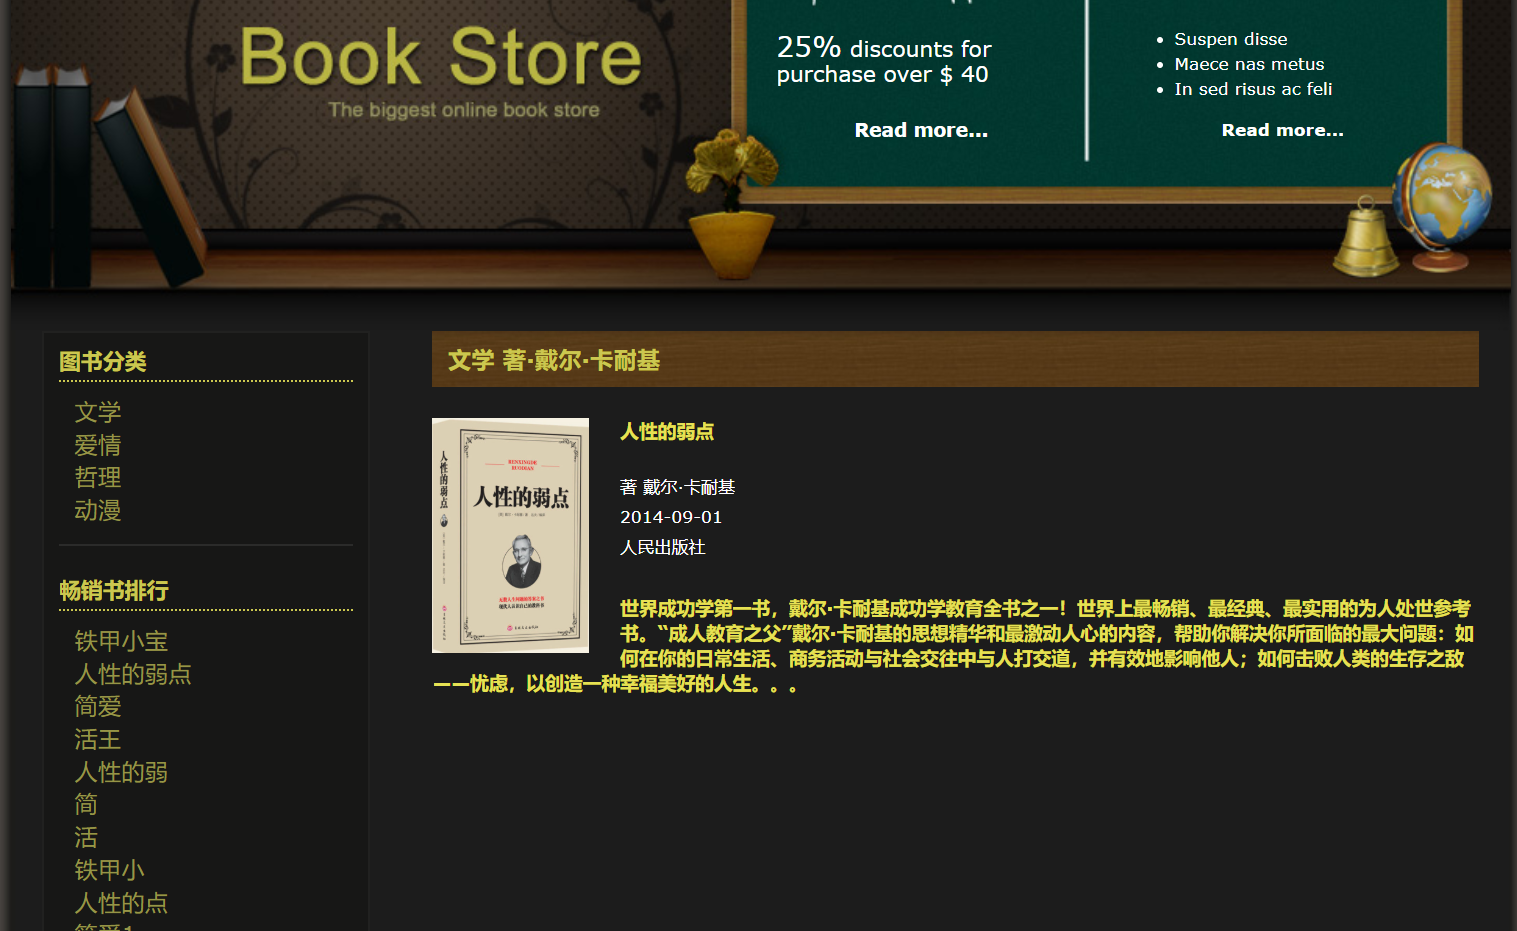 Book Store
The biggest online book store
25% discounts for
purchase over $ 40
Read more...
Suspen disse
Maece nas metus
In sed risus ac feli
Read more...
图书分类
文学
爱情
哲理
动漫
畅销书排行
铁甲小宝
人性的弱点
简爱
活王
人性的弱
简
活
铁甲小
人性的点
文学 著·戴尔·卡耐基
人性的弱点
RENXINGDE
RUODIAN
人性的弱点
人性的弱点
著 戴尔·卡耐基
2014-09-01
人民出版社
世界成功学第一书，戴尔·卡耐基成功学教育全书之一！世界上最畅销、最经典、最实用的为人处世参考
书。“成人教育之父”戴尔·卡耐基的思想精华和最激动人心的内容，帮助你解决你所面临的最大问题：如
何在你的日常生活、商务活动与社会交往中与人打交道，并有效地影响他人；如何击败人类的生存之敌
——忧虑，以创造一种幸福美好的人生。。。